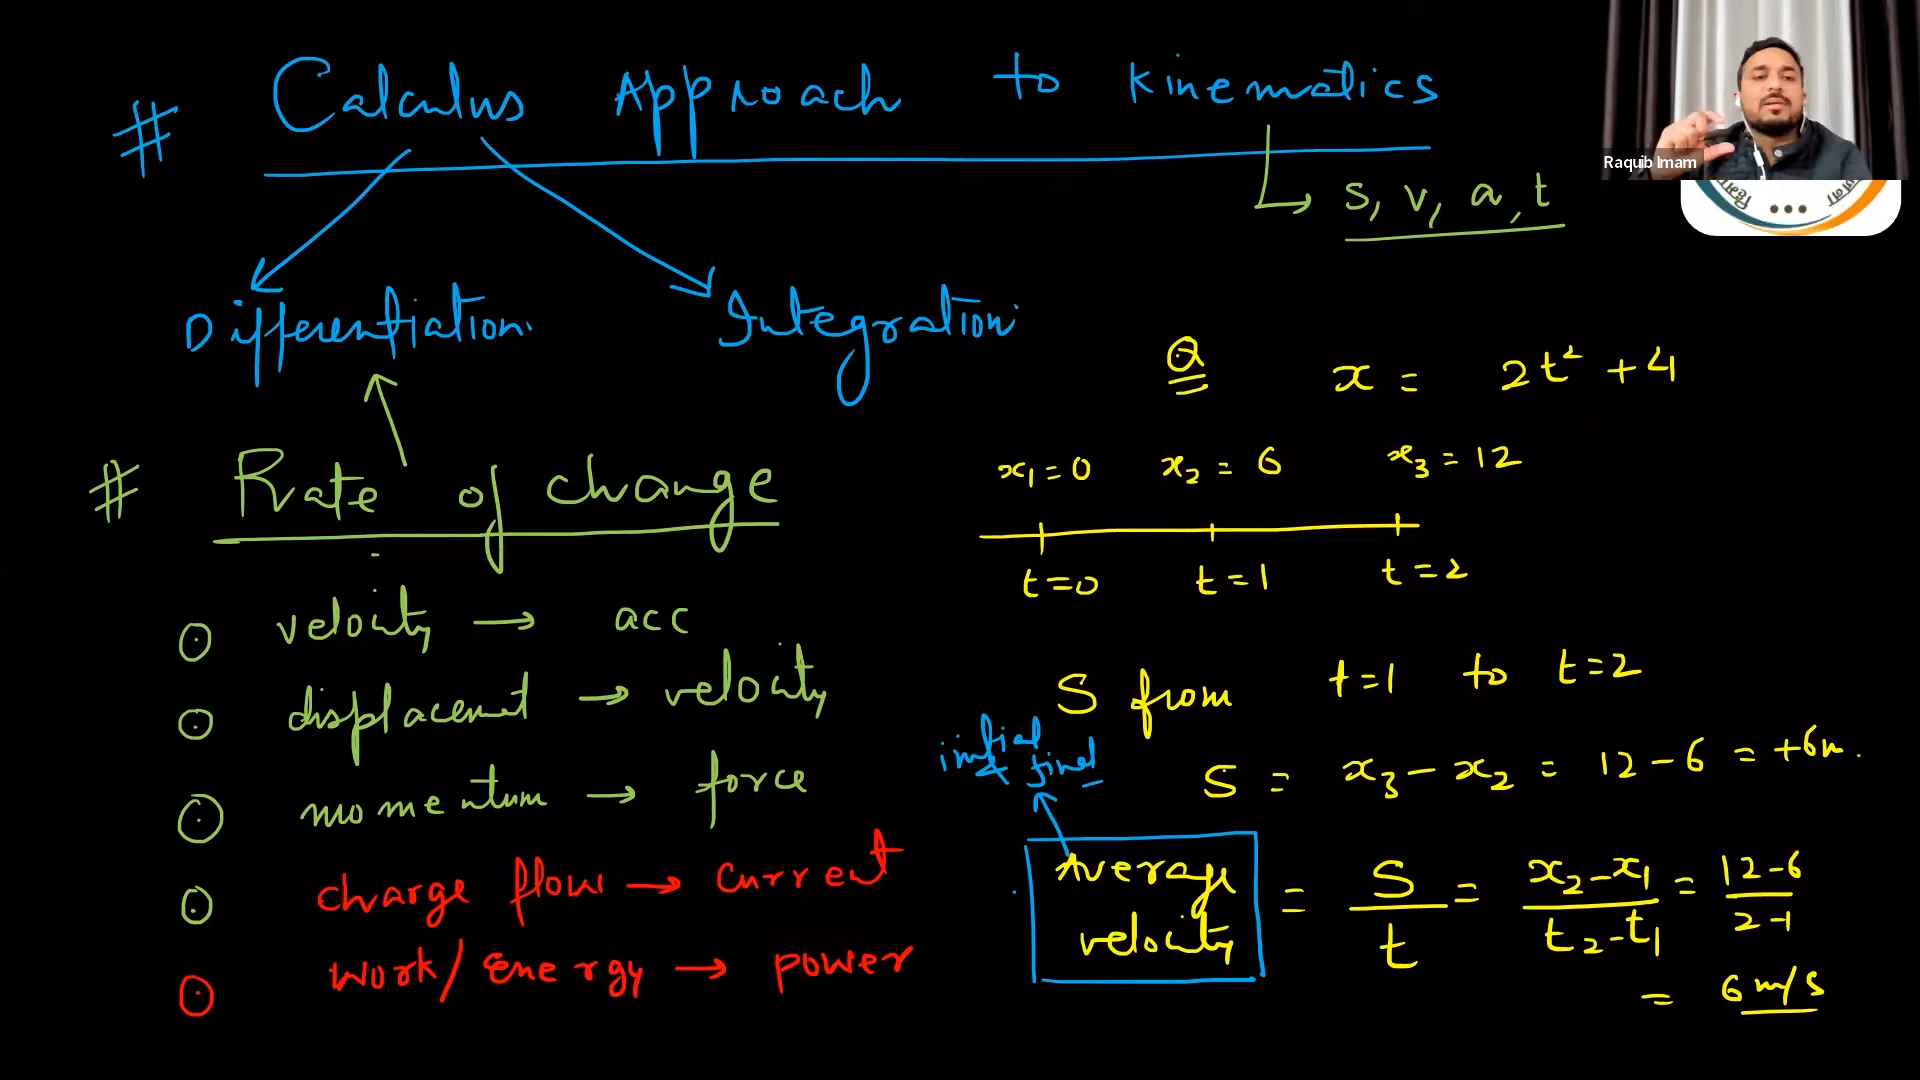 # Calculus Approach to Kinematics
s, v, a, t
Raquib Imam
Differentiation.
Integration
# Rate of change
velocity → acc
displacement → velocity
momentum → force
charge flow → current
work/Energy → power
Q x = 2t² + 4
x₁ = 0 x₂ = 6 x₃ = 12
t = 0 t = 1 t = 2
S from t=1 to t=2
S = x₃ - x₂ = 12 - 6 = +6m.
initial & final
Average velocity = S/t = (x₂-x₁)/(t₂-t₁) = (12-6)/(2-1)
= 6 m/s